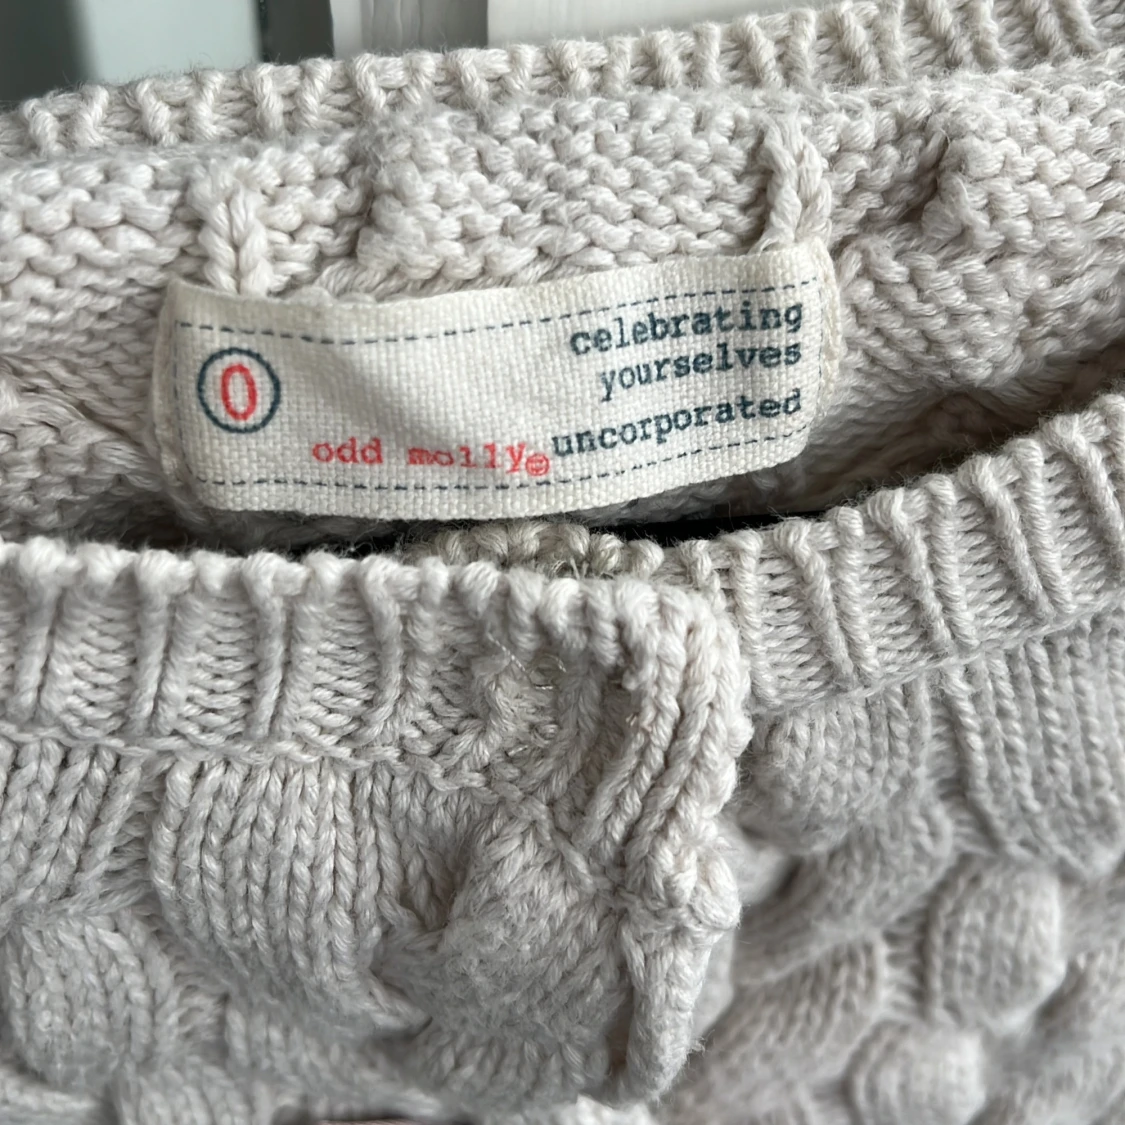 0
celebrating
yourselves
odd molly uncorporated